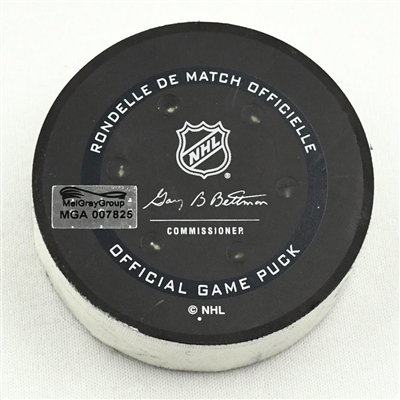 RONDELLE DE MATCH OFFICIELLE
NHL
MeiGrayGroup
MGA 007825
Gary B Bettman
COMMISSIONER
OFFICIAL GAME PUCK
© NHL